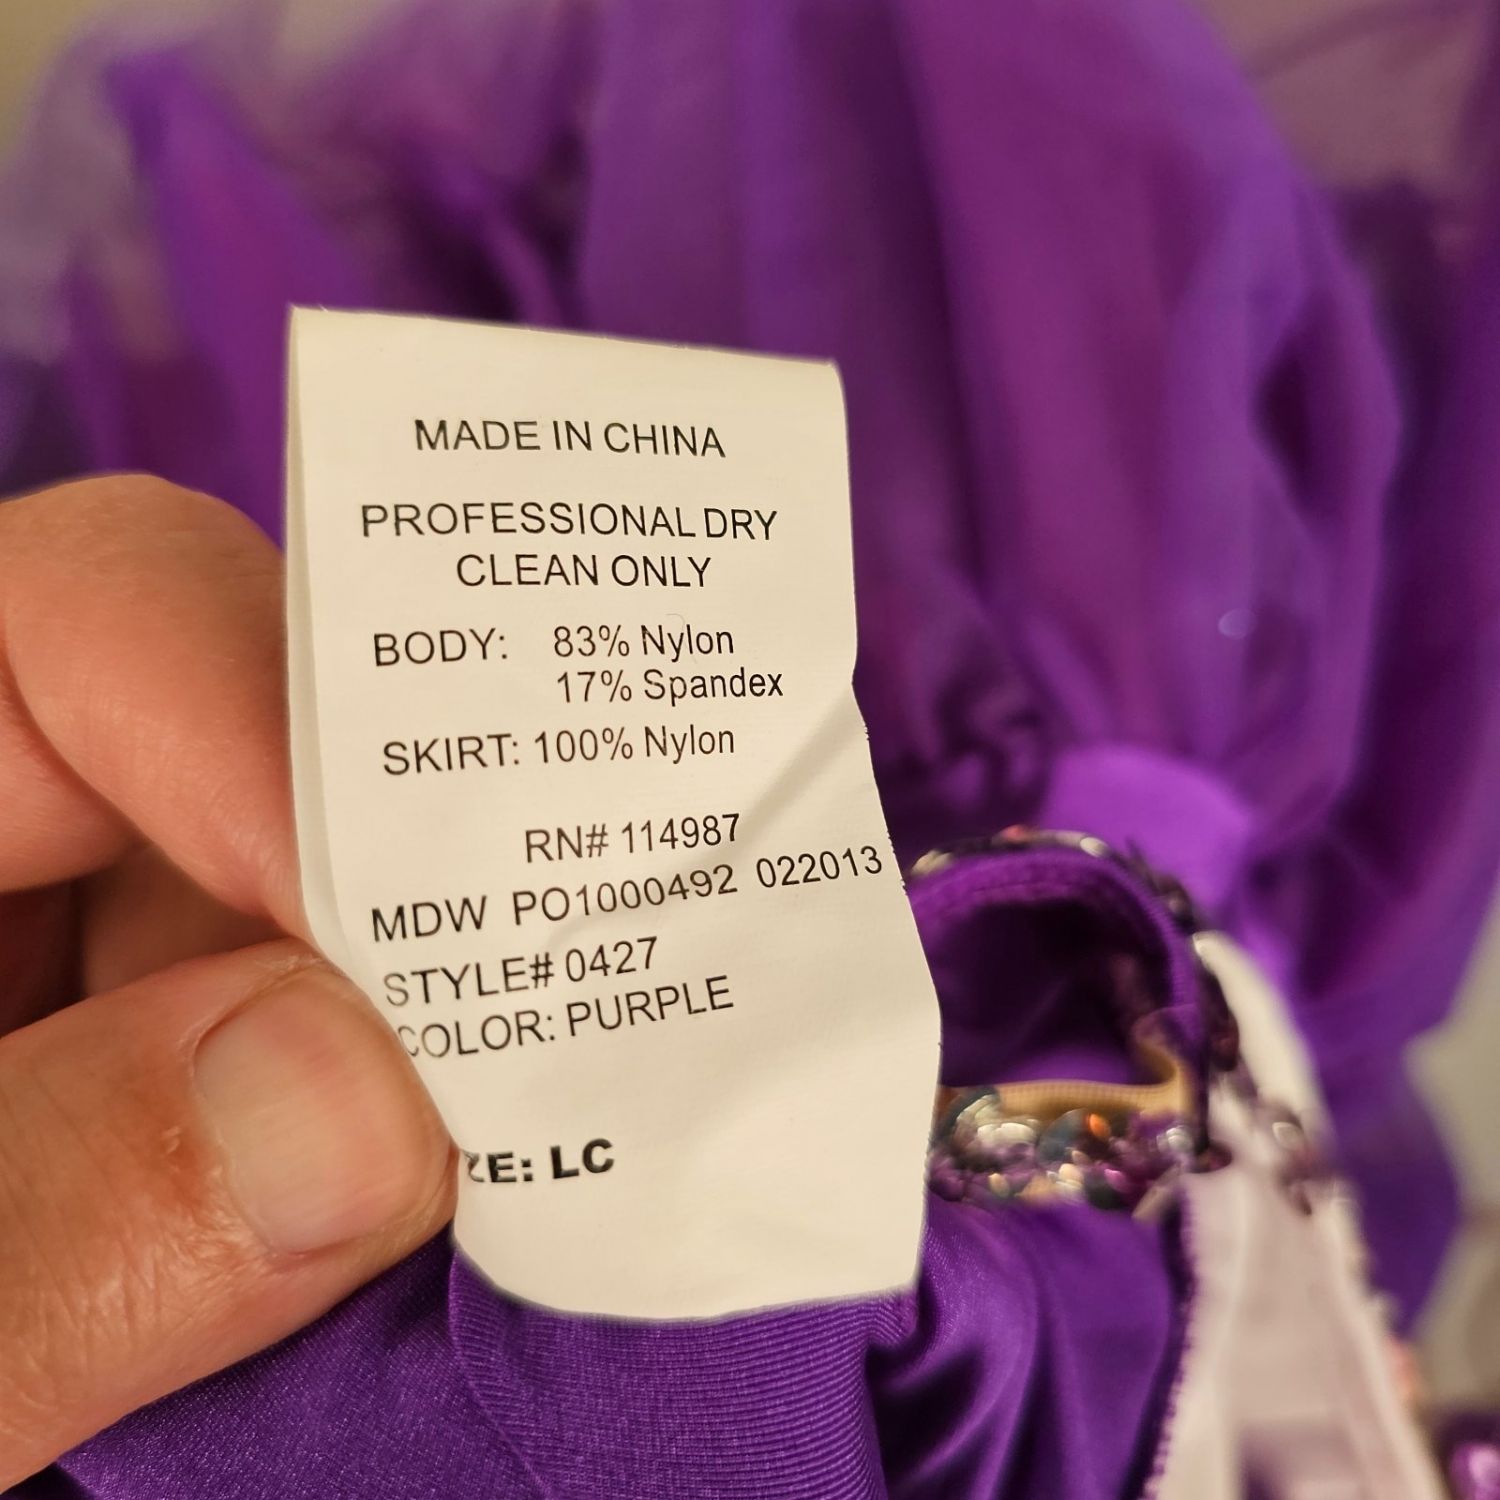 MADE IN CHINA
PROFESSIONAL DRY
CLEAN ONLY
BODY: 83% Nylon
17% Spandex
SKIRT: 100% Nylon
RN# 114987
MDW PO1000492 022013
STYLE# 0427
COLOR: PURPLE
ZE: LC